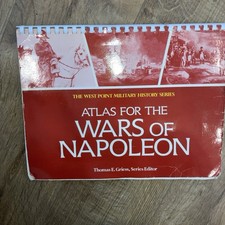 THE WEST POINT MILITARY HISTORY SERIES
ATLAS FOR THE
WARS OF
NAPOLEON
Thomas E. Griess, Series Editor